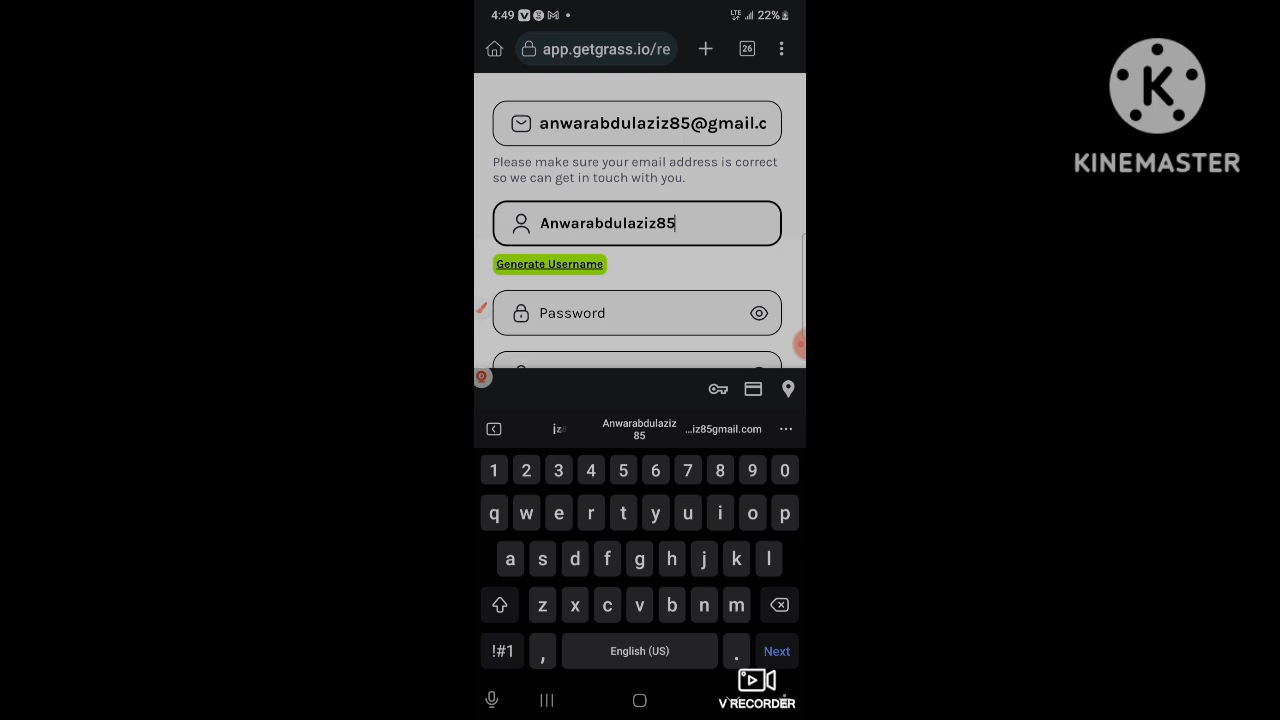 4:49
LTE
22%
app.getgrass.io/re
26
anwarabdulaziz85@gmail.c
Please make sure your email address is correct
so we can get in touch with you.
Anwarabdulaziz85
Generate Username
Password
iz
Anwarabdulaziz
85
...iz85gmail.com
1 2 3 4 5 6 7 8 9 0
q w e r t y u i o p
a s d f g h j k l
z x c v b n m
!#1 , English (US) . Next
V RECORDER
K
KINEMASTER